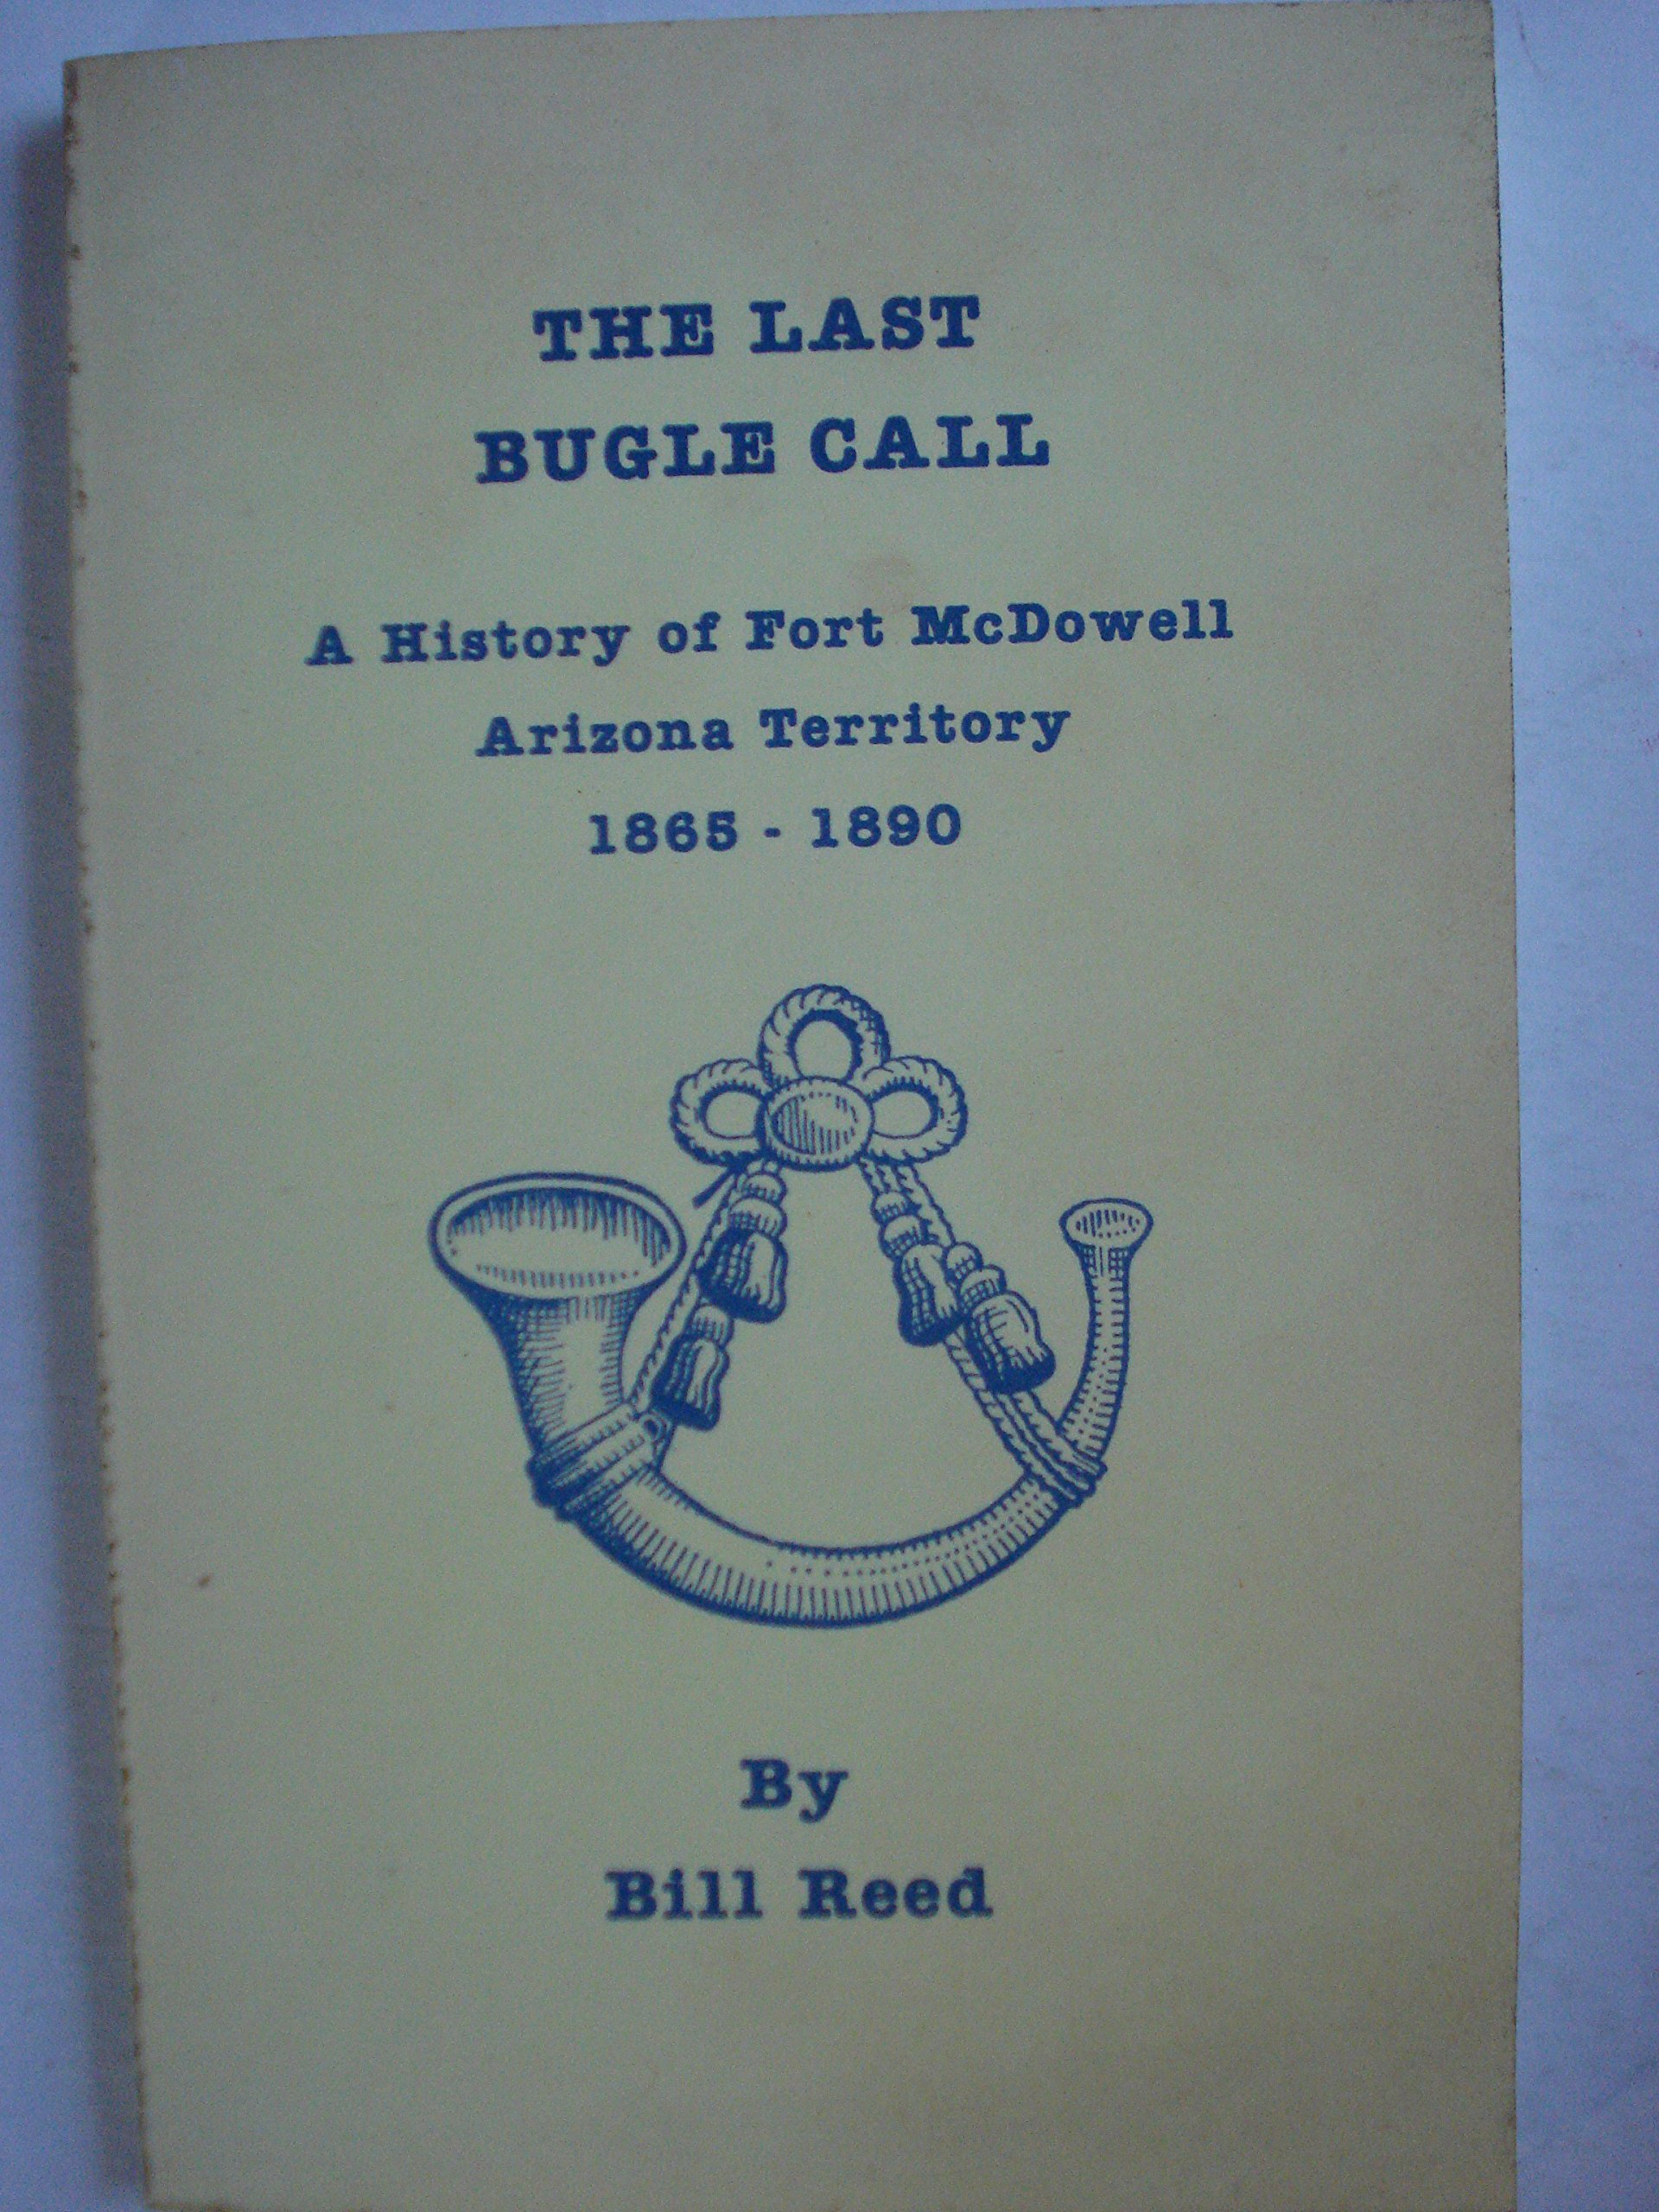 THE LAST
BUGLE CALL
A History of Fort McDowell
Arizona Territory
1865 - 1890
By
Bill Reed